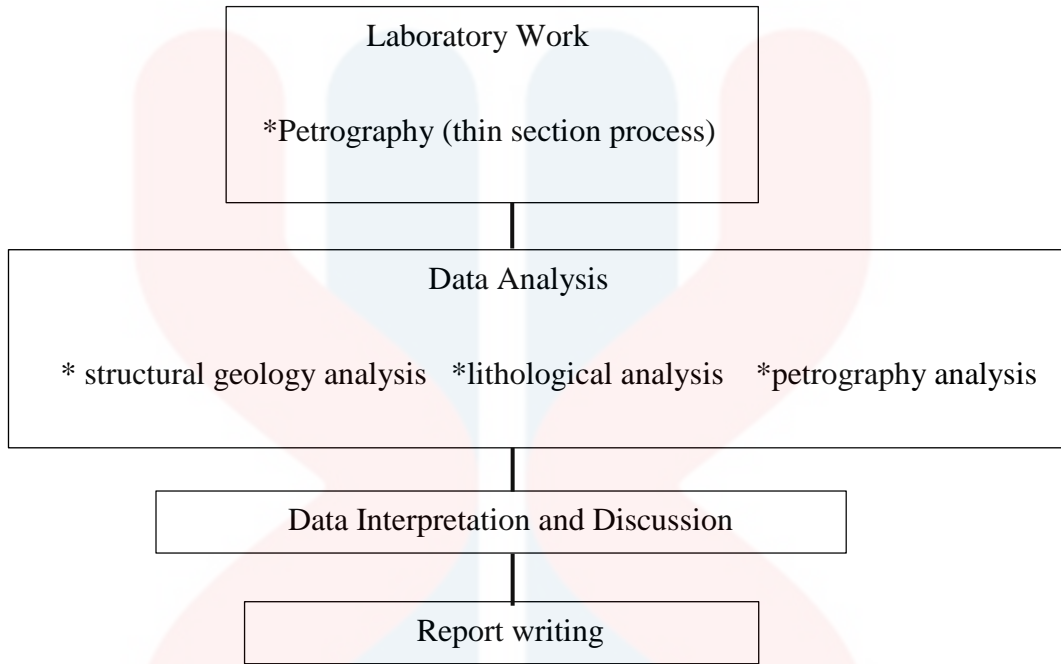 Laboratory Work
*Petrography (thin section process)
Data Analysis
* structural geology analysis *lithological analysis *petrography analysis
Data Interpretation and Discussion
Report writing